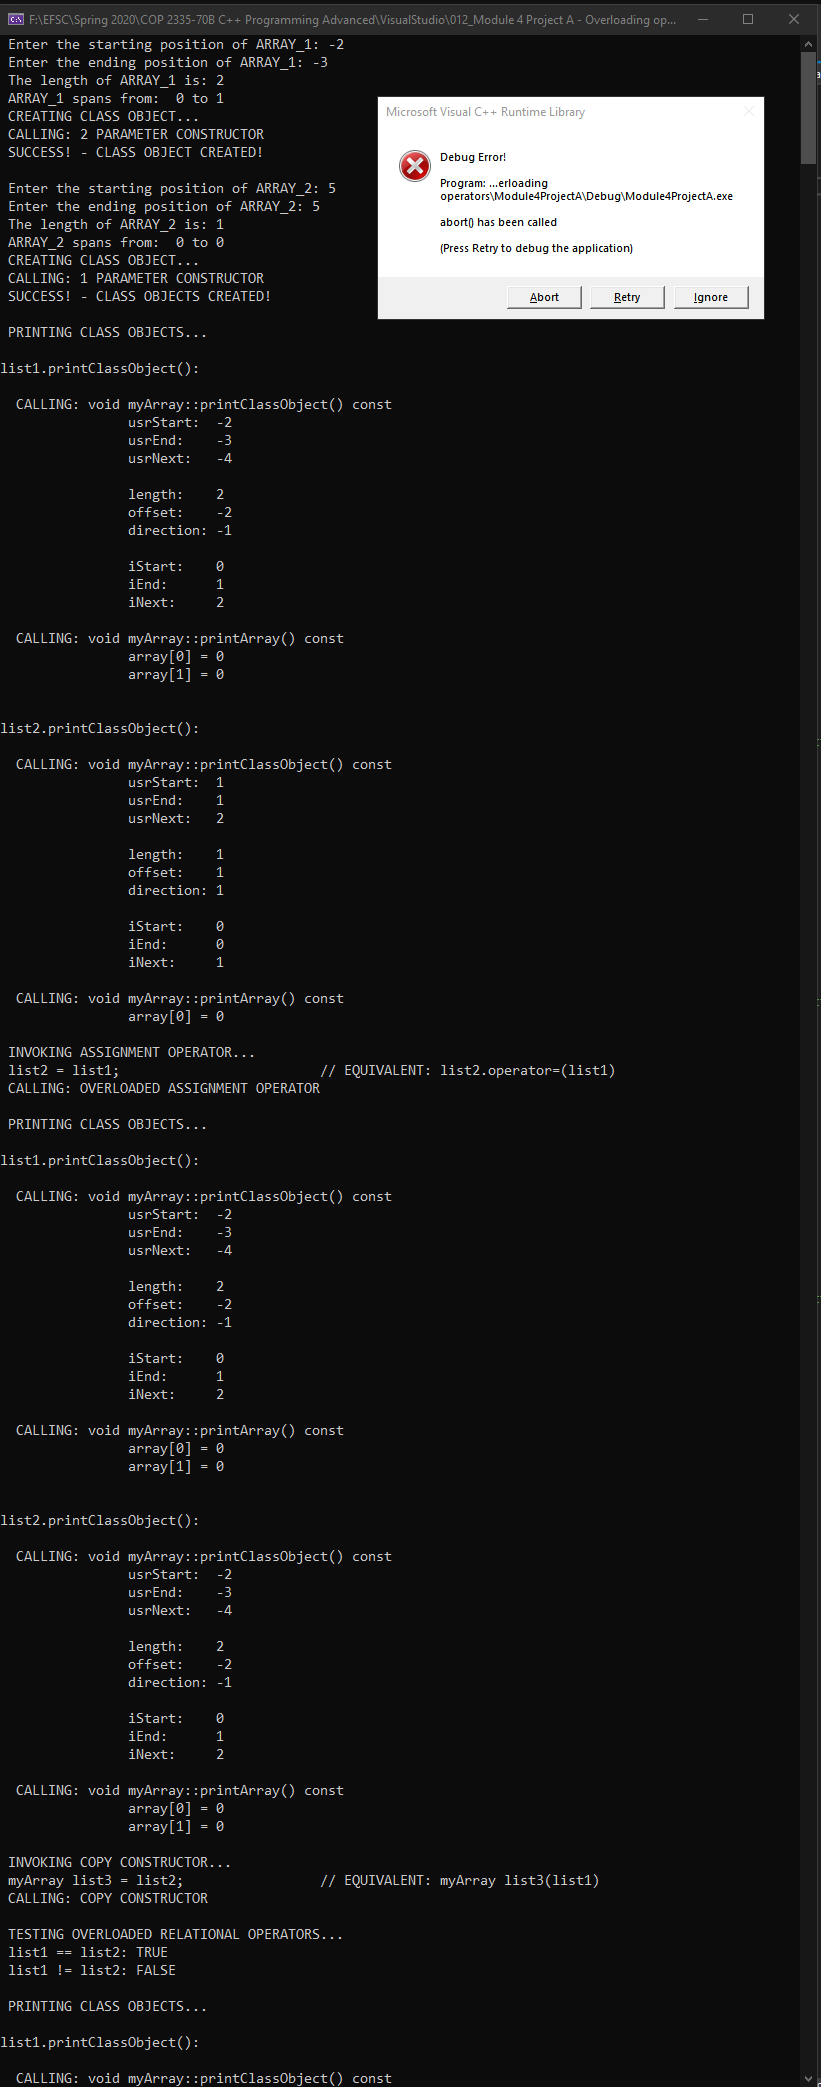 F:\EFSC\Spring 2020\COP 2335-70B C++ Programming Advanced\VisualStudio\012_Module 4 Project A - Overloading op...
Enter the starting position of ARRAY_1: -2
Enter the ending position of ARRAY_1: -3
The length of ARRAY_1 is: 2
ARRAY_1 spans from:  0 to 1
CREATING CLASS OBJECT...
CALLING: 2 PARAMETER CONSTRUCTOR
SUCCESS! - CLASS OBJECT CREATED!
Enter the starting position of ARRAY_2: 5
Enter the ending position of ARRAY_2: 5
The length of ARRAY_2 is: 1
ARRAY_2 spans from:  0 to 0
CREATING CLASS OBJECT...
CALLING: 1 PARAMETER CONSTRUCTOR
SUCCESS! - CLASS OBJECTS CREATED!
Microsoft Visual C++ Runtime Library
Debug Error!
Program: ...erloading
operators\Module4ProjectA\Debug\Module4ProjectA.exe
abort() has been called
(Press Retry to debug the application)
Abort Retry Ignore
PRINTING CLASS OBJECTS...
list1.printClassObject():
CALLING: void myArray::printClassObject() const
usrStart:  -2
usrEnd:    -3
usrNext:   -4
length:    2
offset:    -2
direction: -1
iStart:    0
iEnd:      1
iNext:     2
CALLING: void myArray::printArray() const
array[0] = 0
array[1] = 0
list2.printClassObject():
CALLING: void myArray::printClassObject() const
usrStart:  1
usrEnd:    1
usrNext:   2
length:    1
offset:    1
direction: 1
iStart:    0
iEnd:      0
iNext:     1
CALLING: void myArray::printArray() const
array[0] = 0
INVOKING ASSIGNMENT OPERATOR...
list2 = list1;                         // EQUIVALENT: list2.operator=(list1)
CALLING: OVERLOADED ASSIGNMENT OPERATOR
PRINTING CLASS OBJECTS...
list1.printClassObject():
CALLING: void myArray::printClassObject() const
usrStart:  -2
usrEnd:    -3
usrNext:   -4
length:    2
offset:    -2
direction: -1
iStart:    0
iEnd:      1
iNext:     2
CALLING: void myArray::printArray() const
array[0] = 0
array[1] = 0
list2.printClassObject():
CALLING: void myArray::printClassObject() const
usrStart:  -2
usrEnd:    -3
usrNext:   -4
length:    2
offset:    -2
direction: -1
iStart:    0
iEnd:      1
iNext:     2
CALLING: void myArray::printArray() const
array[0] = 0
array[1] = 0
INVOKING COPY CONSTRUCTOR...
myArray list3 = list2;                 // EQUIVALENT: myArray list3(list1)
CALLING: COPY CONSTRUCTOR
TESTING OVERLOADED RELATIONAL OPERATORS...
list1 == list2: TRUE
list1 != list2: FALSE
PRINTING CLASS OBJECTS...
list1.printClassObject():
CALLING: void myArray::printClassObject() const